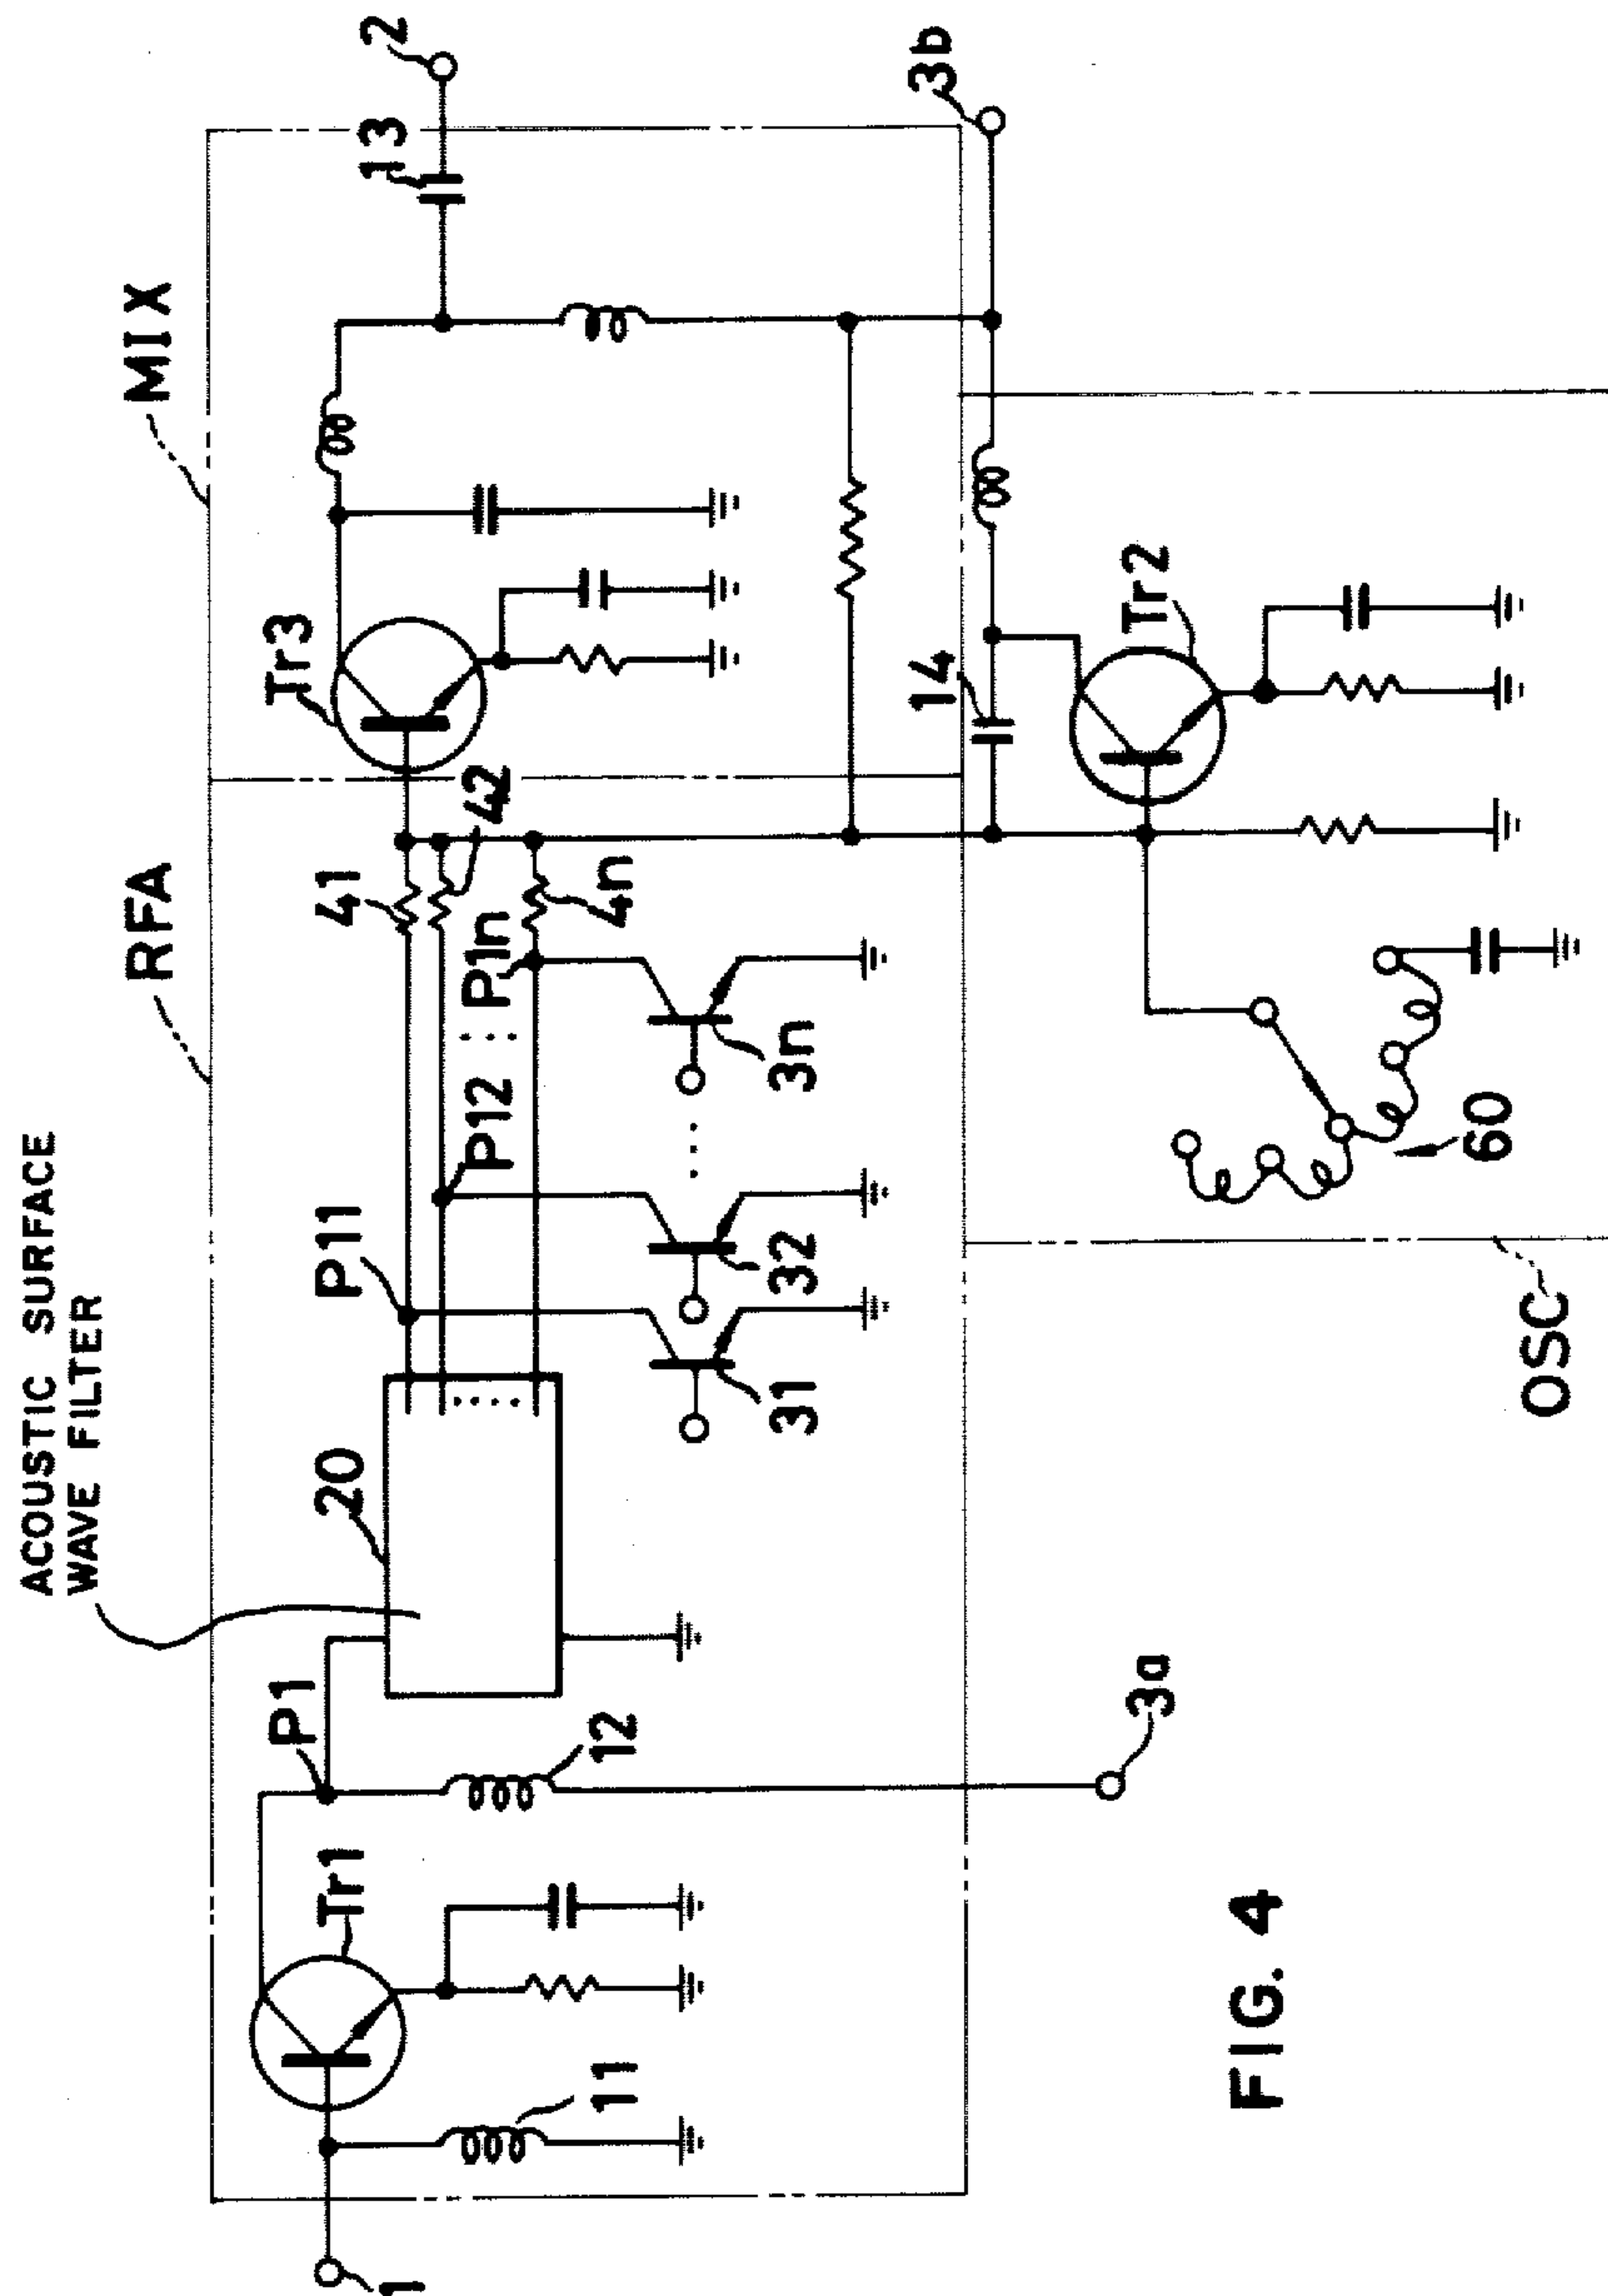 ACOUSTIC SURFACE
WAVE FILTER
RFA
MIX
1
11
Tr1
P1
12
3a
20
P11
P12
P1n
31
32
3n
41
42
4n
Tr3
13
2
3b
14
Tr2
60
OSC
FIG. 4